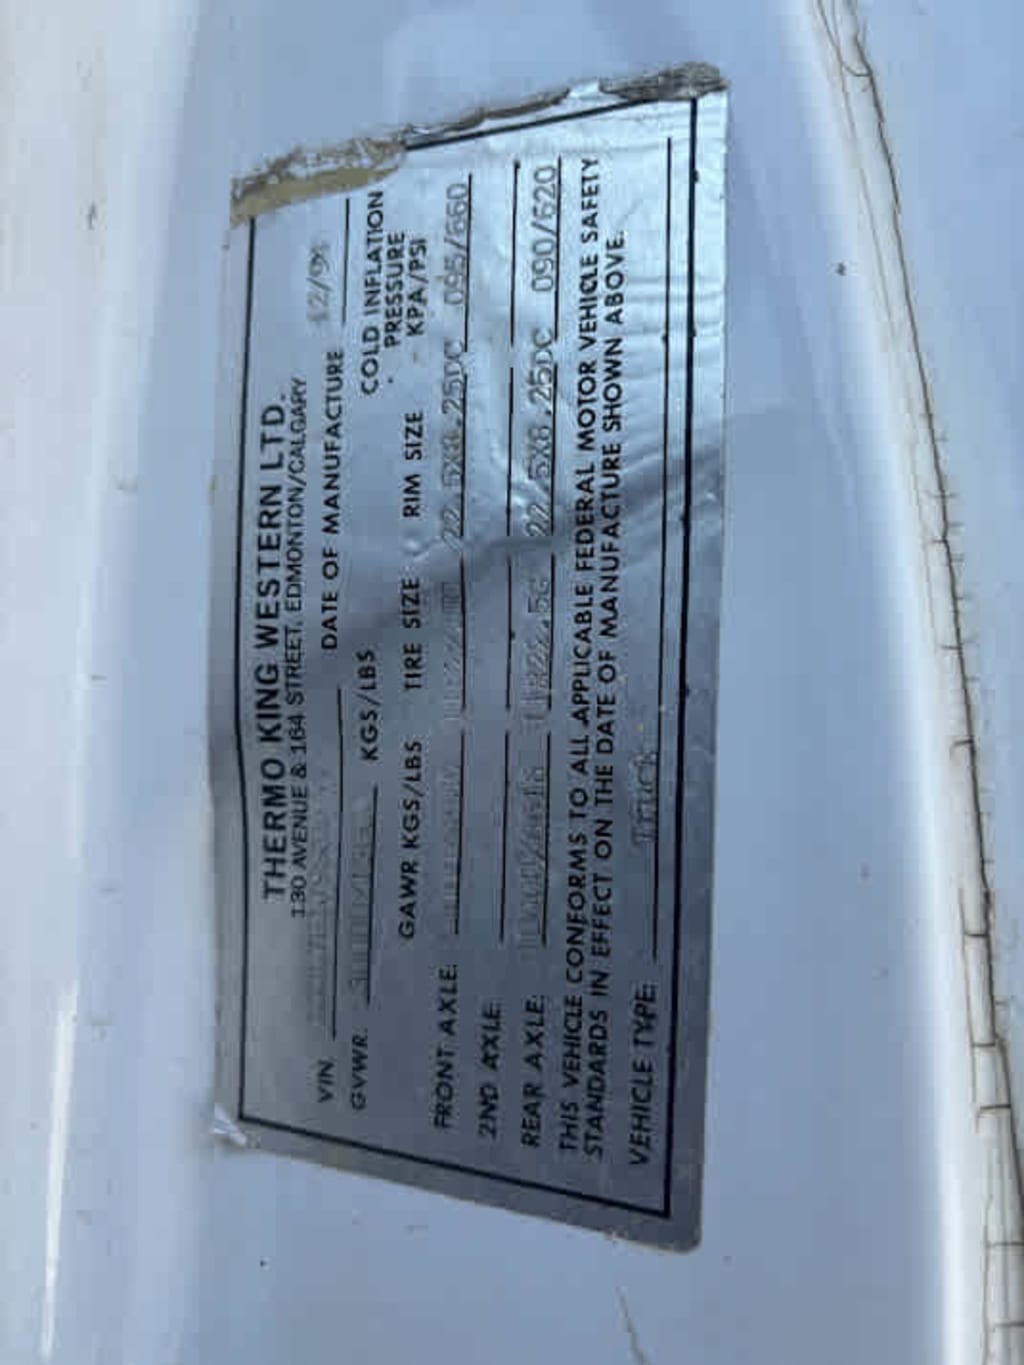 THERMO KING WESTERN LTD.
130 AVENUE & 164 STREET, EDMONTON/CALGARY
VIN DATE OF MANUFACTURE
GVWR KGS/LBS COLD INFLATION
PRESSURE
GAWR KGS/LBS TIRE SIZE RIM SIZE KPA/PSI
FRONT AXLE: 095/660
2ND AXLE:
REAR AXLE: 22.5X8.25DC 090/620
THIS VEHICLE CONFORMS TO ALL APPLICABLE FEDERAL MOTOR VEHICLE SAFETY
STANDARDS IN EFFECT ON THE DATE OF MANUFACTURE SHOWN ABOVE.
VEHICLE TYPE: Truck